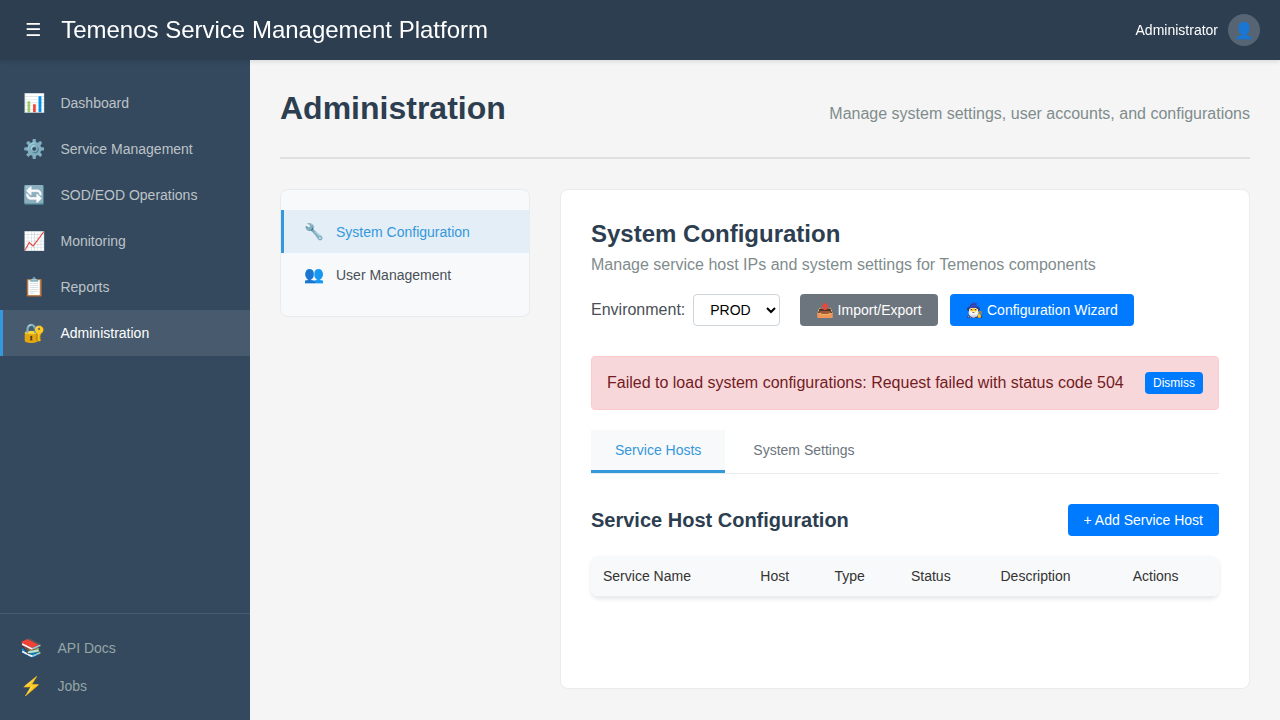 ☰ Temenos Service Management Platform
Administrator
Dashboard
Service Management
SOD/EOD Operations
Monitoring
Reports
Administration
API Docs
Jobs
Administration
Manage system settings, user accounts, and configurations
System Configuration
User Management
System Configuration
Manage service host IPs and system settings for Temenos components
Environment: PROD Import/Export Configuration Wizard
Failed to load system configurations: Request failed with status code 504 Dismiss
Service Hosts System Settings
Service Host Configuration + Add Service Host
Service Name Host Type Status Description Actions